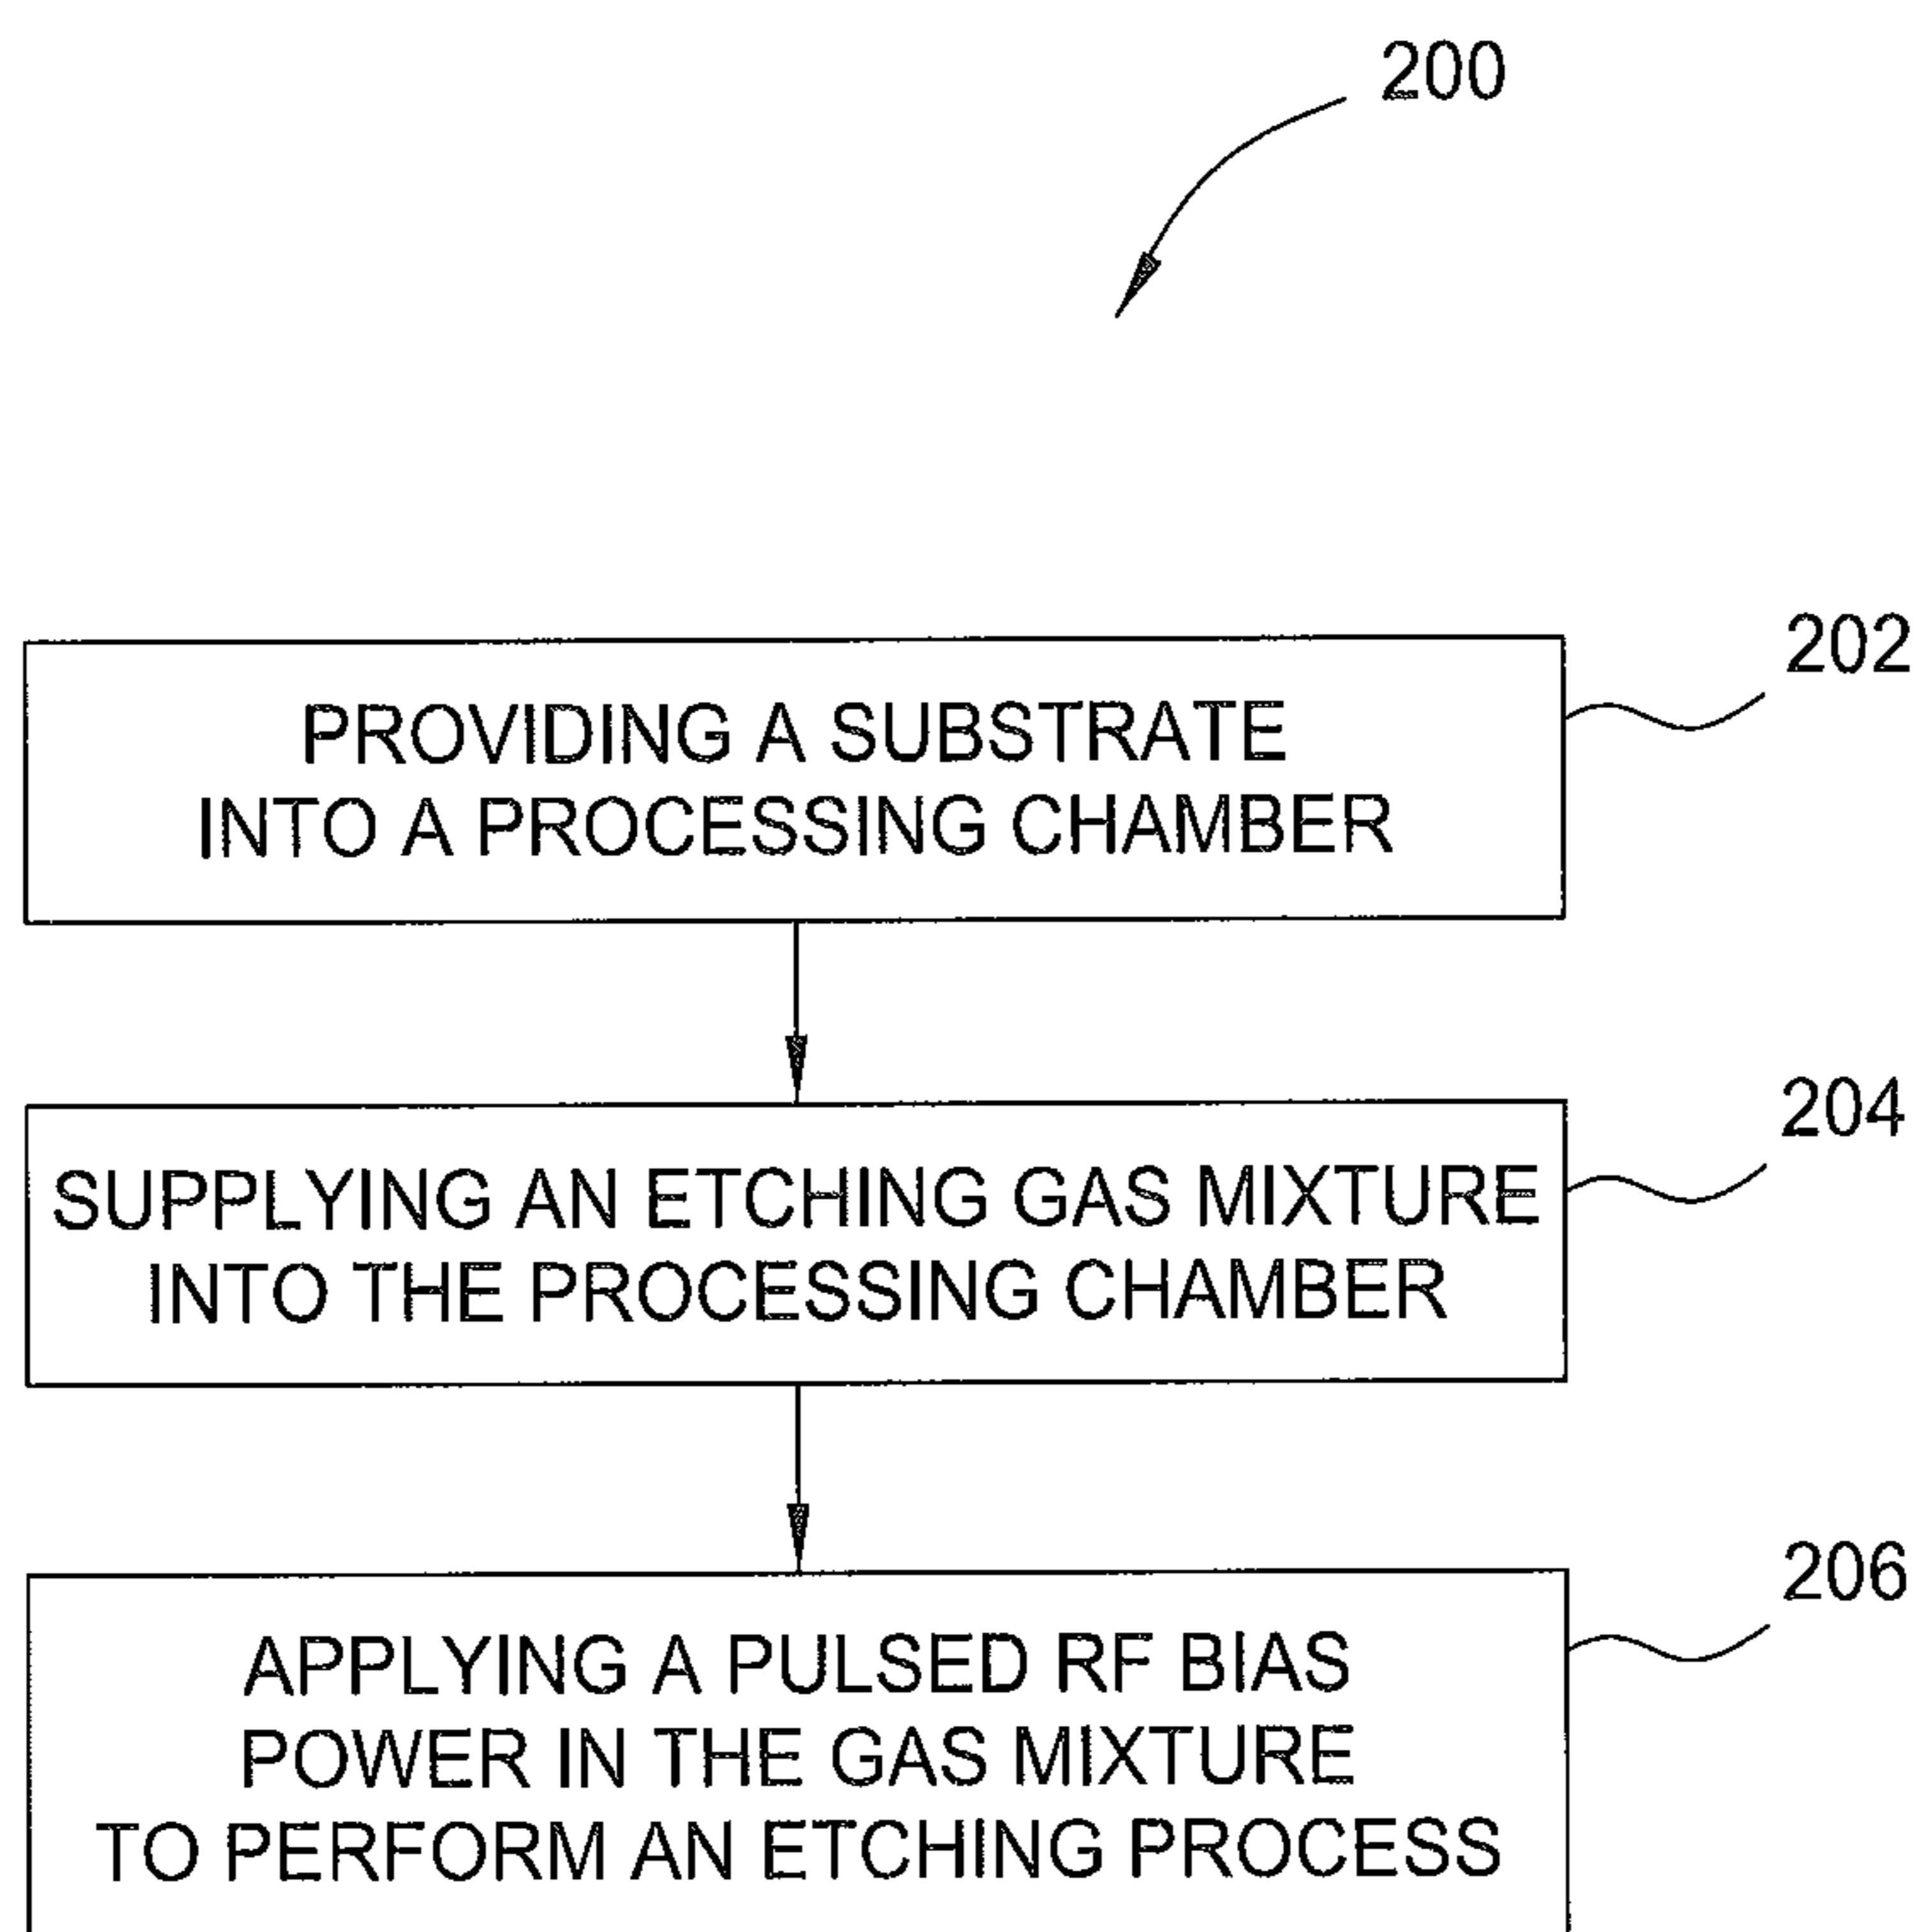 200
202
PROVIDING A SUBSTRATE
INTO A PROCESSING CHAMBER
204
SUPPLYING AN ETCHING GAS MIXTURE
INTO THE PROCESSING CHAMBER
206
APPLYING A PULSED RF BIAS
POWER IN THE GAS MIXTURE
TO PERFORM AN ETCHING PROCESS